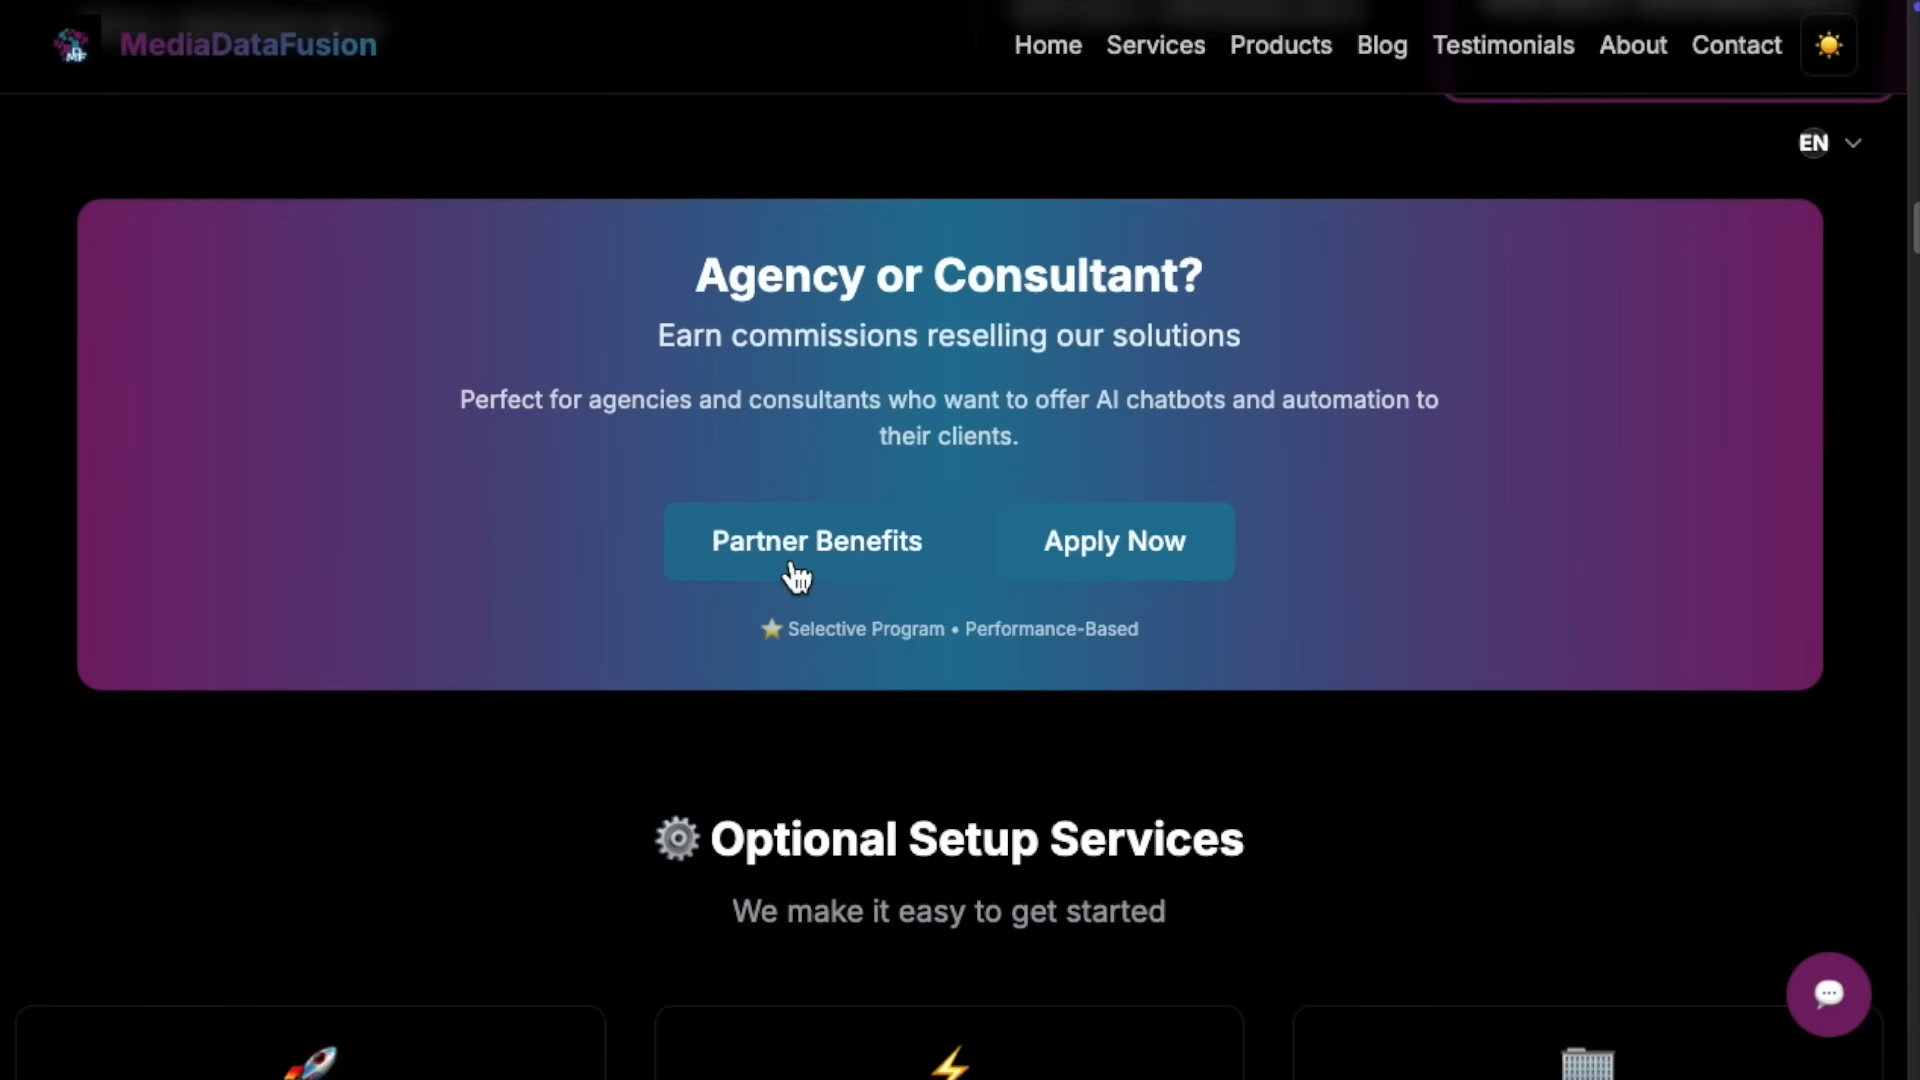 MediaDataFusion
Home Services Products Blog Testimonials About Contact
EN
Agency or Consultant?
Earn commissions reselling our solutions
Perfect for agencies and consultants who want to offer AI chatbots and automation to
their clients.
Partner Benefits Apply Now
Selective Program • Performance-Based
Optional Setup Services
We make it easy to get started